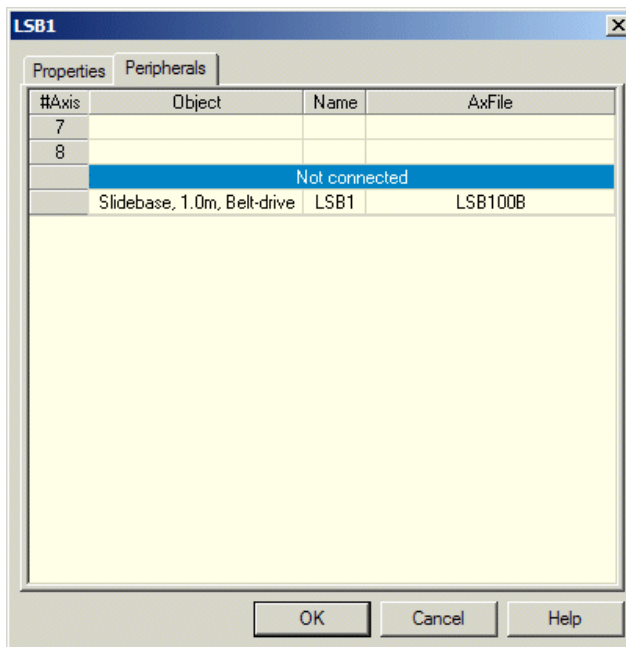 LSB1
Properties Peripherals
#Axis Object Name AxFile
7
8
Not connected
Slidebase, 1.0m, Belt-drive LSB1 LSB100B
OK Cancel Help